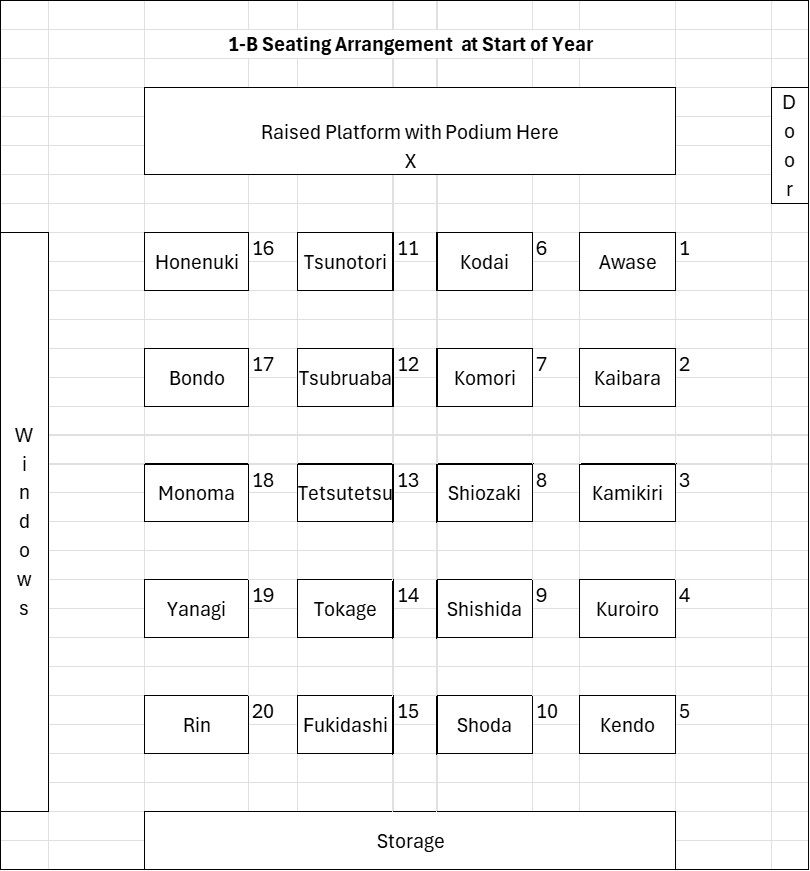 1-B Seating Arrangement at Start of Year
Door
Raised Platform with Podium Here
X
Windows
Honenuki 16 Tsunotori 11 Kodai 6 Awase 1
Bondo 17 Tsubruaba 12 Komori 7 Kaibara 2
Monoma 18 Tetsutetsu 13 Shiozaki 8 Kamikiri 3
Yanagi 19 Tokage 14 Shishida 9 Kuroiro 4
Rin 20 Fukidashi 15 Shoda 10 Kendo 5
Storage